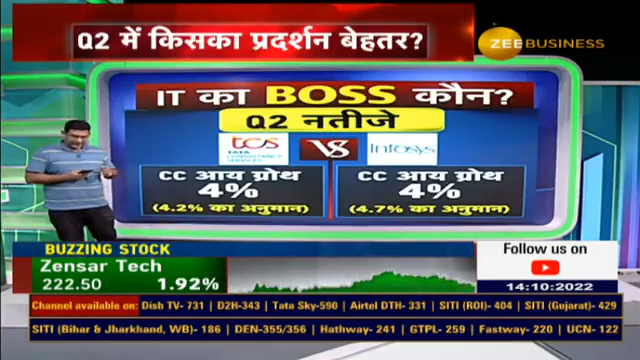 Q2 में किसका प्रदर्शन बेहतर?
ZEE BUSINESS
IT का BOSS कौन?
Q2 नतीजे
TCS
TATA
CONSULTANCY
SERVICES
VS
Infosys
CC आय ग्रोथ
4%
(4.2% का अनुमान)
CC आय ग्रोथ
4%
(4.7% का अनुमान)
BUZZING STOCK
Zensar Tech
222.50 1.92%
Follow us on
14:10:2022
Channel available on: Dish TV- 731 | D2H-343 | Tata Sky-590 | Airtel DTH- 331 | SITI (ROI)- 404 | SITI (Gujarat)- 429
SITI (Bihar & Jharkhand, WB)- 186 | DEN-355/356 | Hathway- 241 | GTPL- 259 | Fastway- 220 | UCN- 122